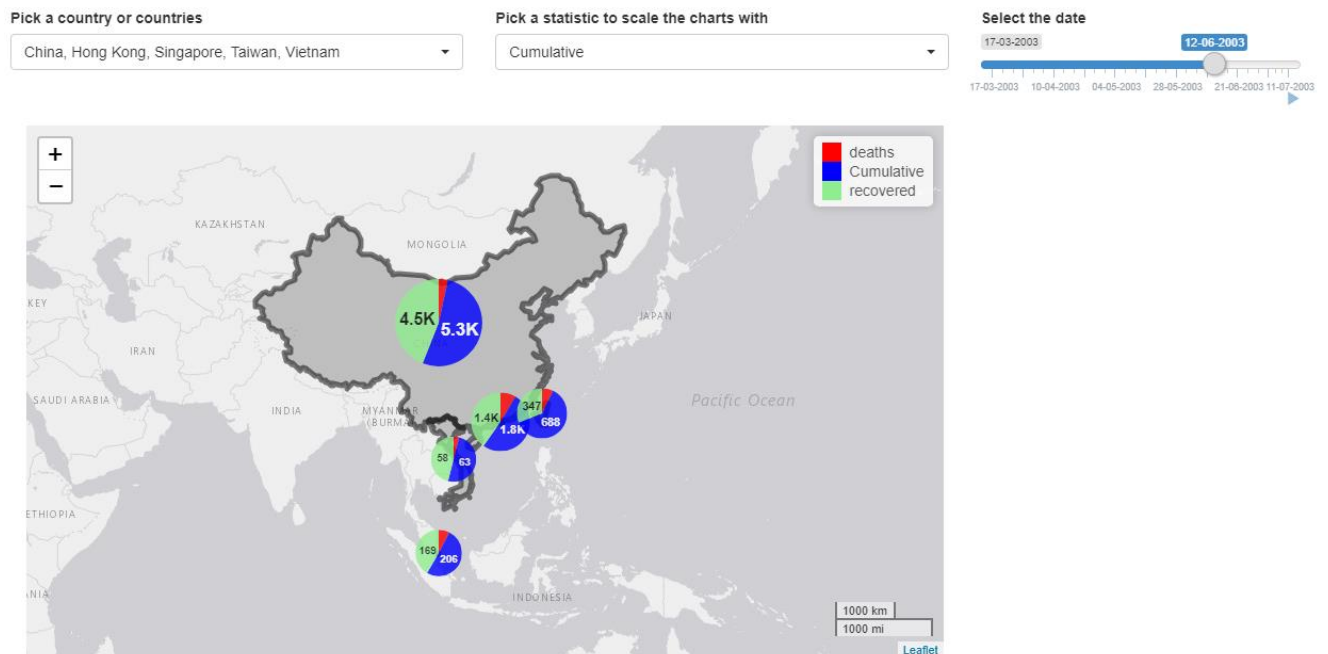 Pick a country or countries
Pick a statistic to scale the charts with
Select the date
China, Hong Kong, Singapore, Taiwan, Vietnam
Cumulative
17-03-2003
12-06-2003
17-03-2003 10-04-2003 04-05-2003 28-05-2003 21-06-2003 11-07-2003
+
−
deaths
Cumulative
recovered
KAZAKHSTAN
MONGOLIA
KEY
JAPAN
4.5K
5.3K
IRAN
SAUDI ARABIA
INDIA
MYANMAR
(BURMA)
Pacific Ocean
347
688
1.4K
1.8K
58
63
ETHIOPIA
169
206
NIA
INDONESIA
1000 km
1000 mi
Leaflet